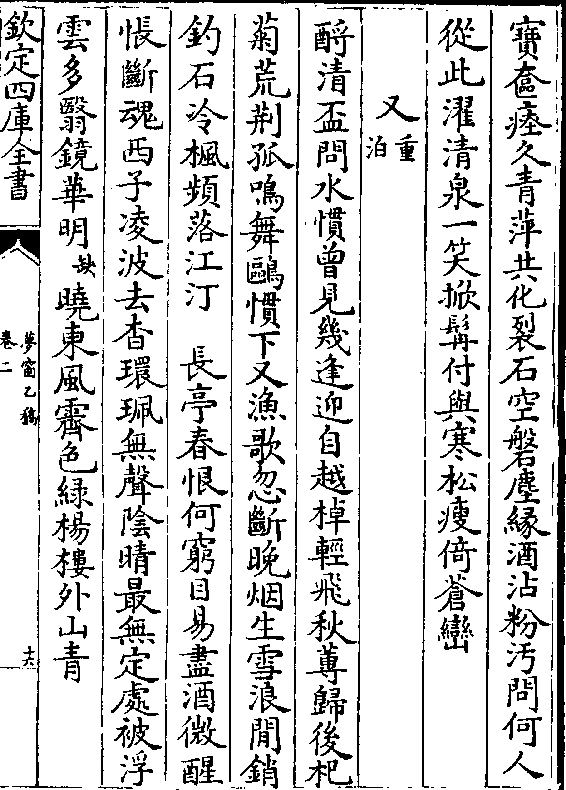 寶奩瘞久青萍共化裂石空磐塵縁酒沾粉汚問何人
從此濯清泉一笑掀髯付與寒松瘦倚蒼巒
又重泊
酹清盃問水慣曾見幾逢迎自越棹輕飛秋蓴歸後杞
菊荒荆孤鳴舞鷗慣下又漁歌忽斷晚烟生雪浪閒銷
釣石冷楓頻落江汀　長亭春恨何窮目易盡酒微醒
悵斷魂西子凌波去杳環珮無聲陰晴最無定處被浮
雲多翳鏡華明缺曉東風霽色緑楊樓外山青
欽定四庫全書
夢窗乙稿
卷二
十六